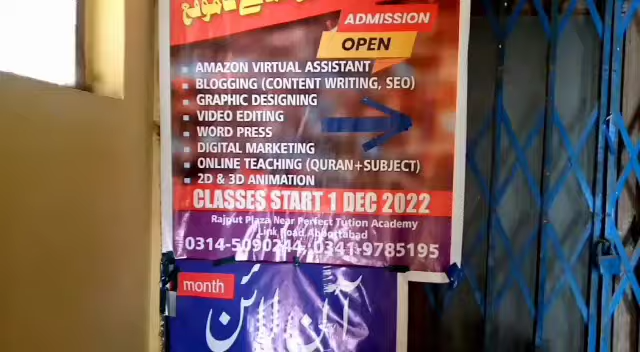 ADMISSION
OPEN
AMAZON VIRTUAL ASSISTANT
BLOGGING (CONTENT WRITING, SEO)
GRAPHIC DESIGNING
VIDEO EDITING
WORD PRESS
DIGITAL MARKETING
ONLINE TEACHING (QURAN+SUBJECT)
2D & 3D ANIMATION
CLASSES START 1 DEC 2022
Rajput Plaza Near Perfect Tution Academy
Link Road Abbottabad
0314-5090244, 0341-9785195
month
آن لائن